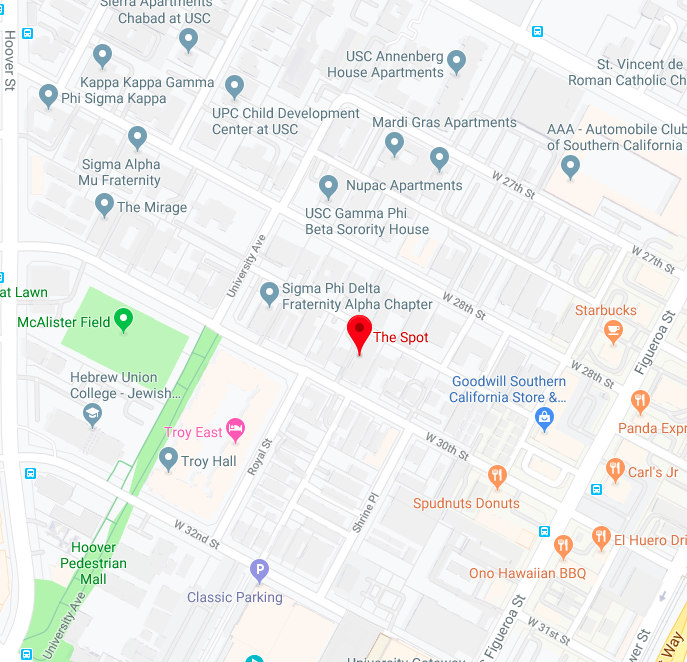 Sierra Apartments
Chabad at USC
Hoover St
USC Annenberg
House Apartments
St. Vincent de
Roman Catholic Ch
Kappa Kappa Gamma
Phi Sigma Kappa
UPC Child Development
Center at USC
Mardi Gras Apartments
AAA - Automobile Club
of Southern California
Sigma Alpha
Mu Fraternity
Nupac Apartments
W 27th St
The Mirage
USC Gamma Phi
Beta Sorority House
University Ave
W 27th St
at Lawn
Sigma Phi Delta
Fraternity Alpha Chapter
W 28th St
Starbucks
McAlister Field
The Spot
Figueroa St
Hebrew Union
College - Jewish...
Goodwill Southern
California Store &...
W 28th St
Troy East
Panda Expr
Troy Hall
Royal St
W 30th St
Carl's Jr
Spudnuts Donuts
Shrine Pl
W 32nd St
El Huero Dri
Hoover
Pedestrian
Mall
Ono Hawaiian BBQ
P
Classic Parking
University Ave
S Figueroa St
W 31st St
wer St
s Way
University Gateway